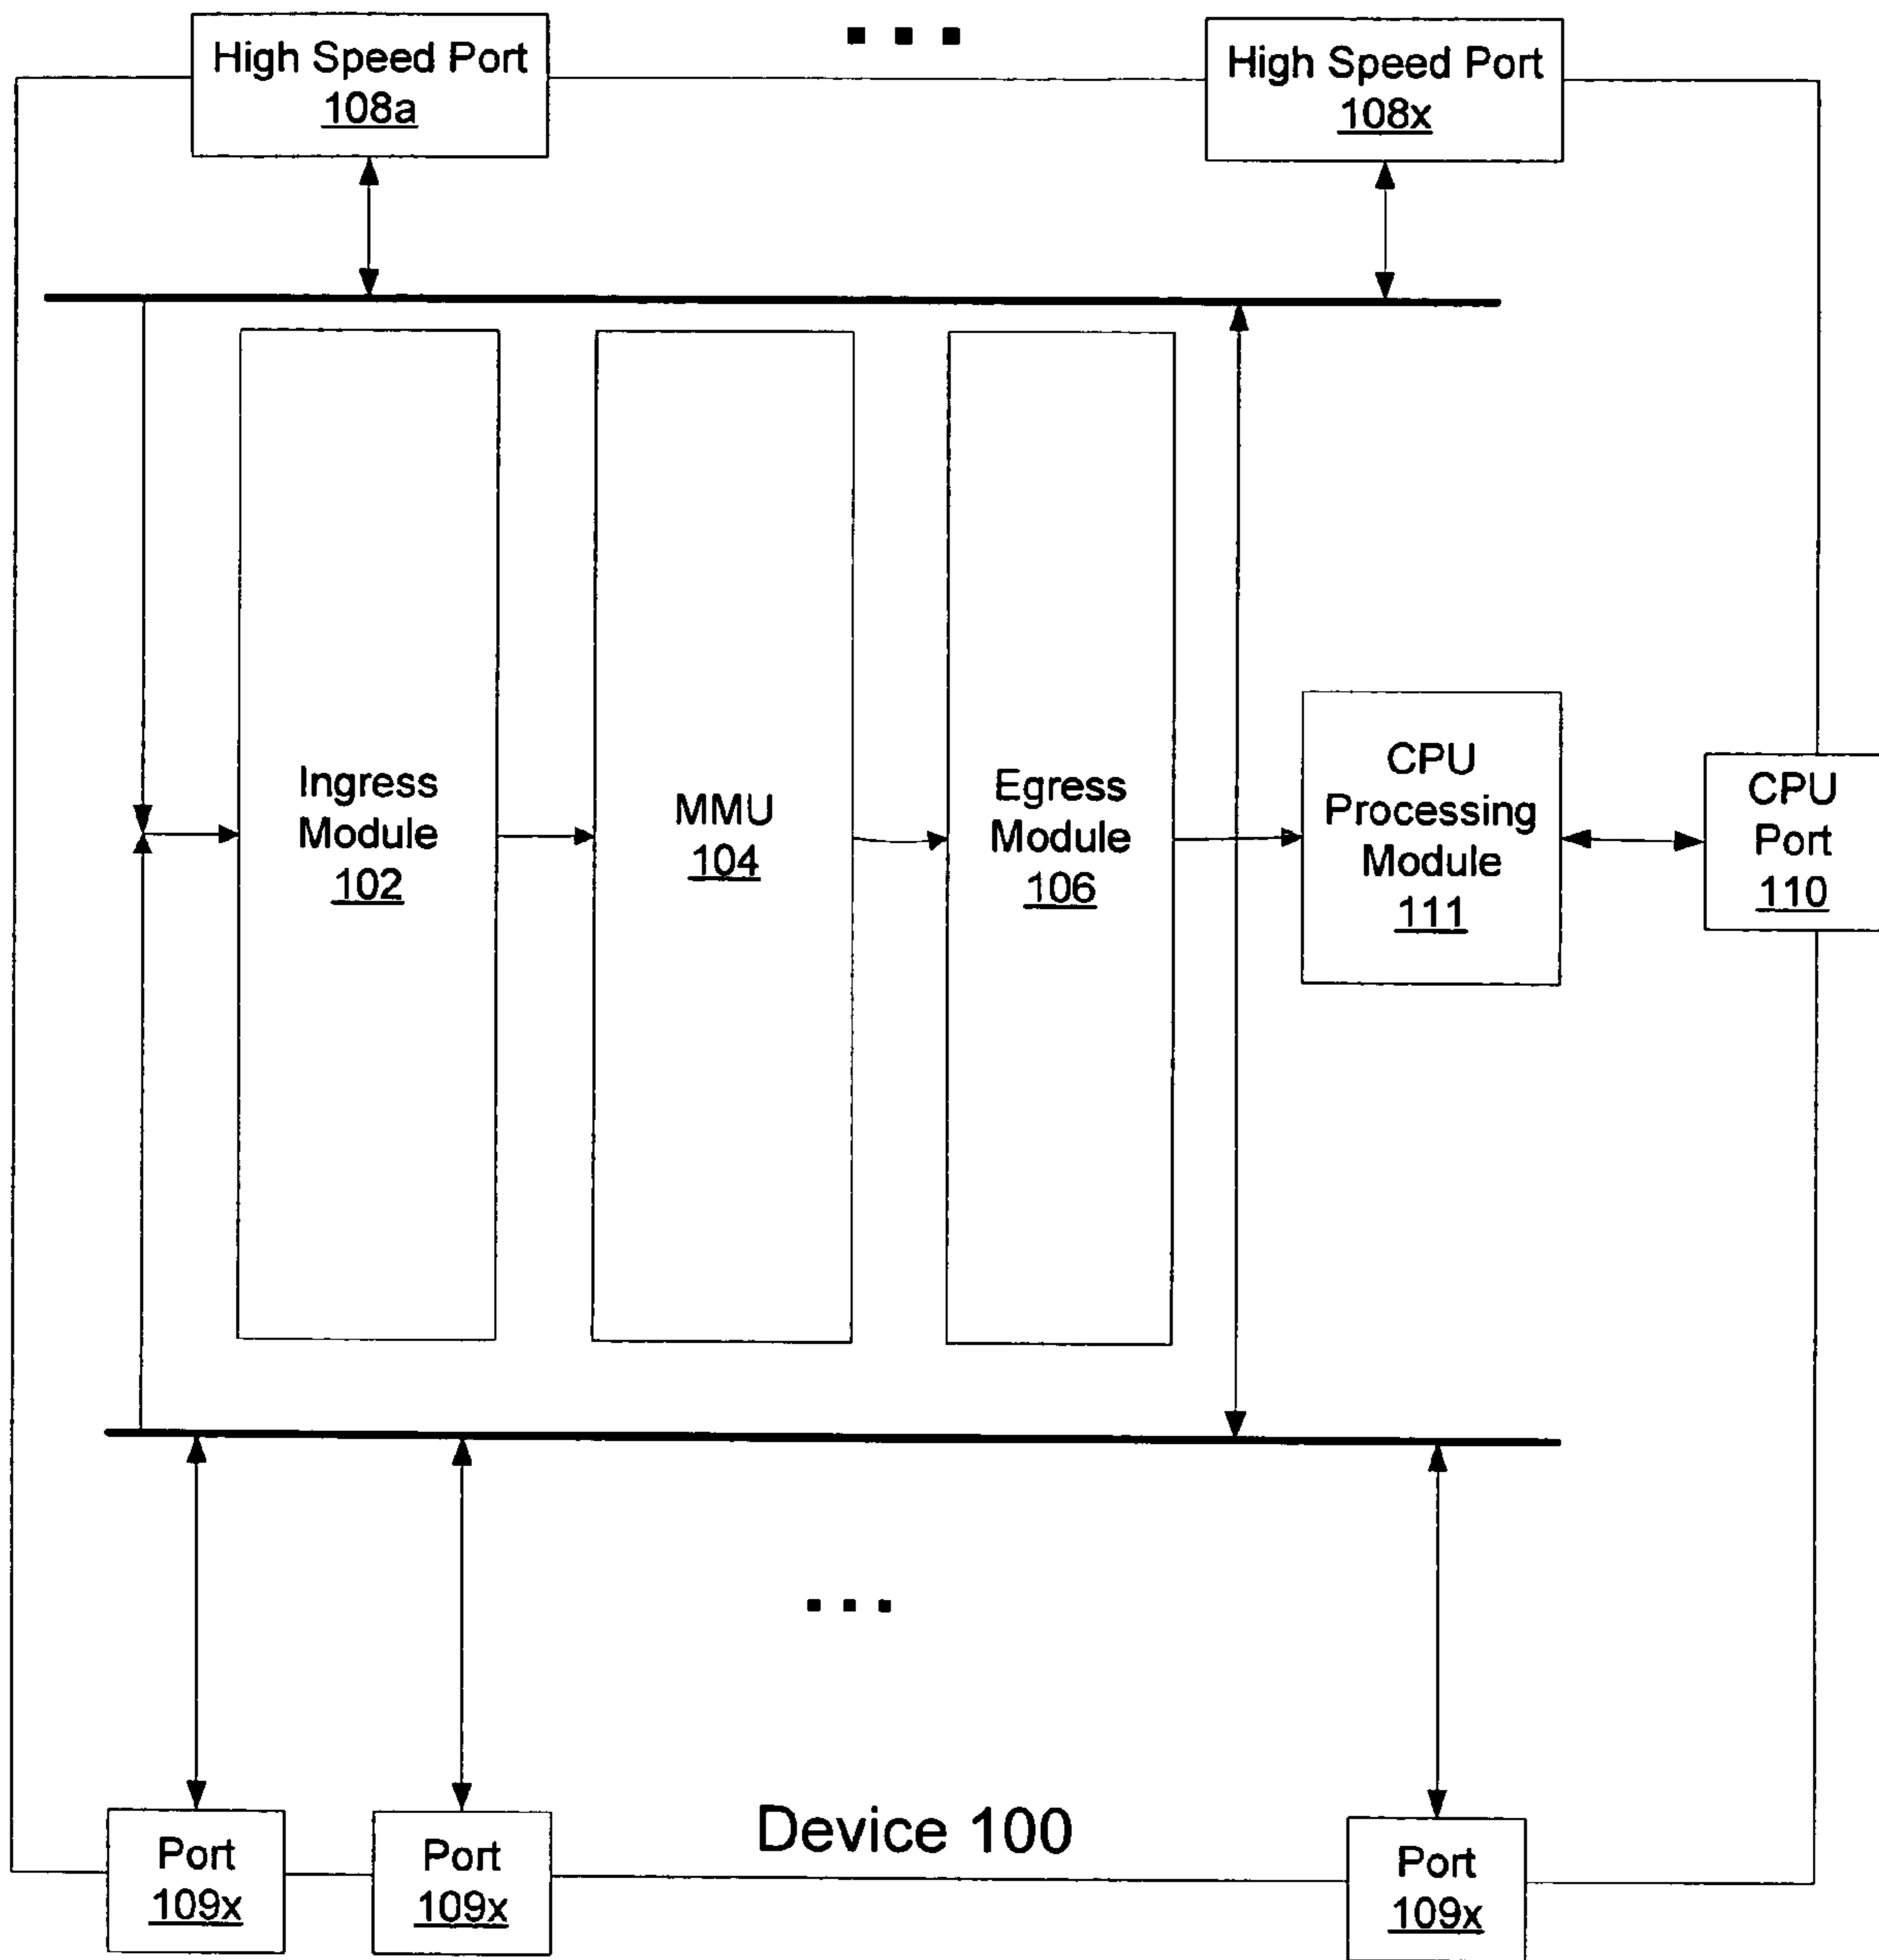 High Speed Port
108a
High Speed Port
108x
Ingress
Module
102
MMU
104
Egress
Module
106
CPU
Processing
Module
111
CPU
Port
110
Device 100
Port
109x
Port
109x
Port
109x